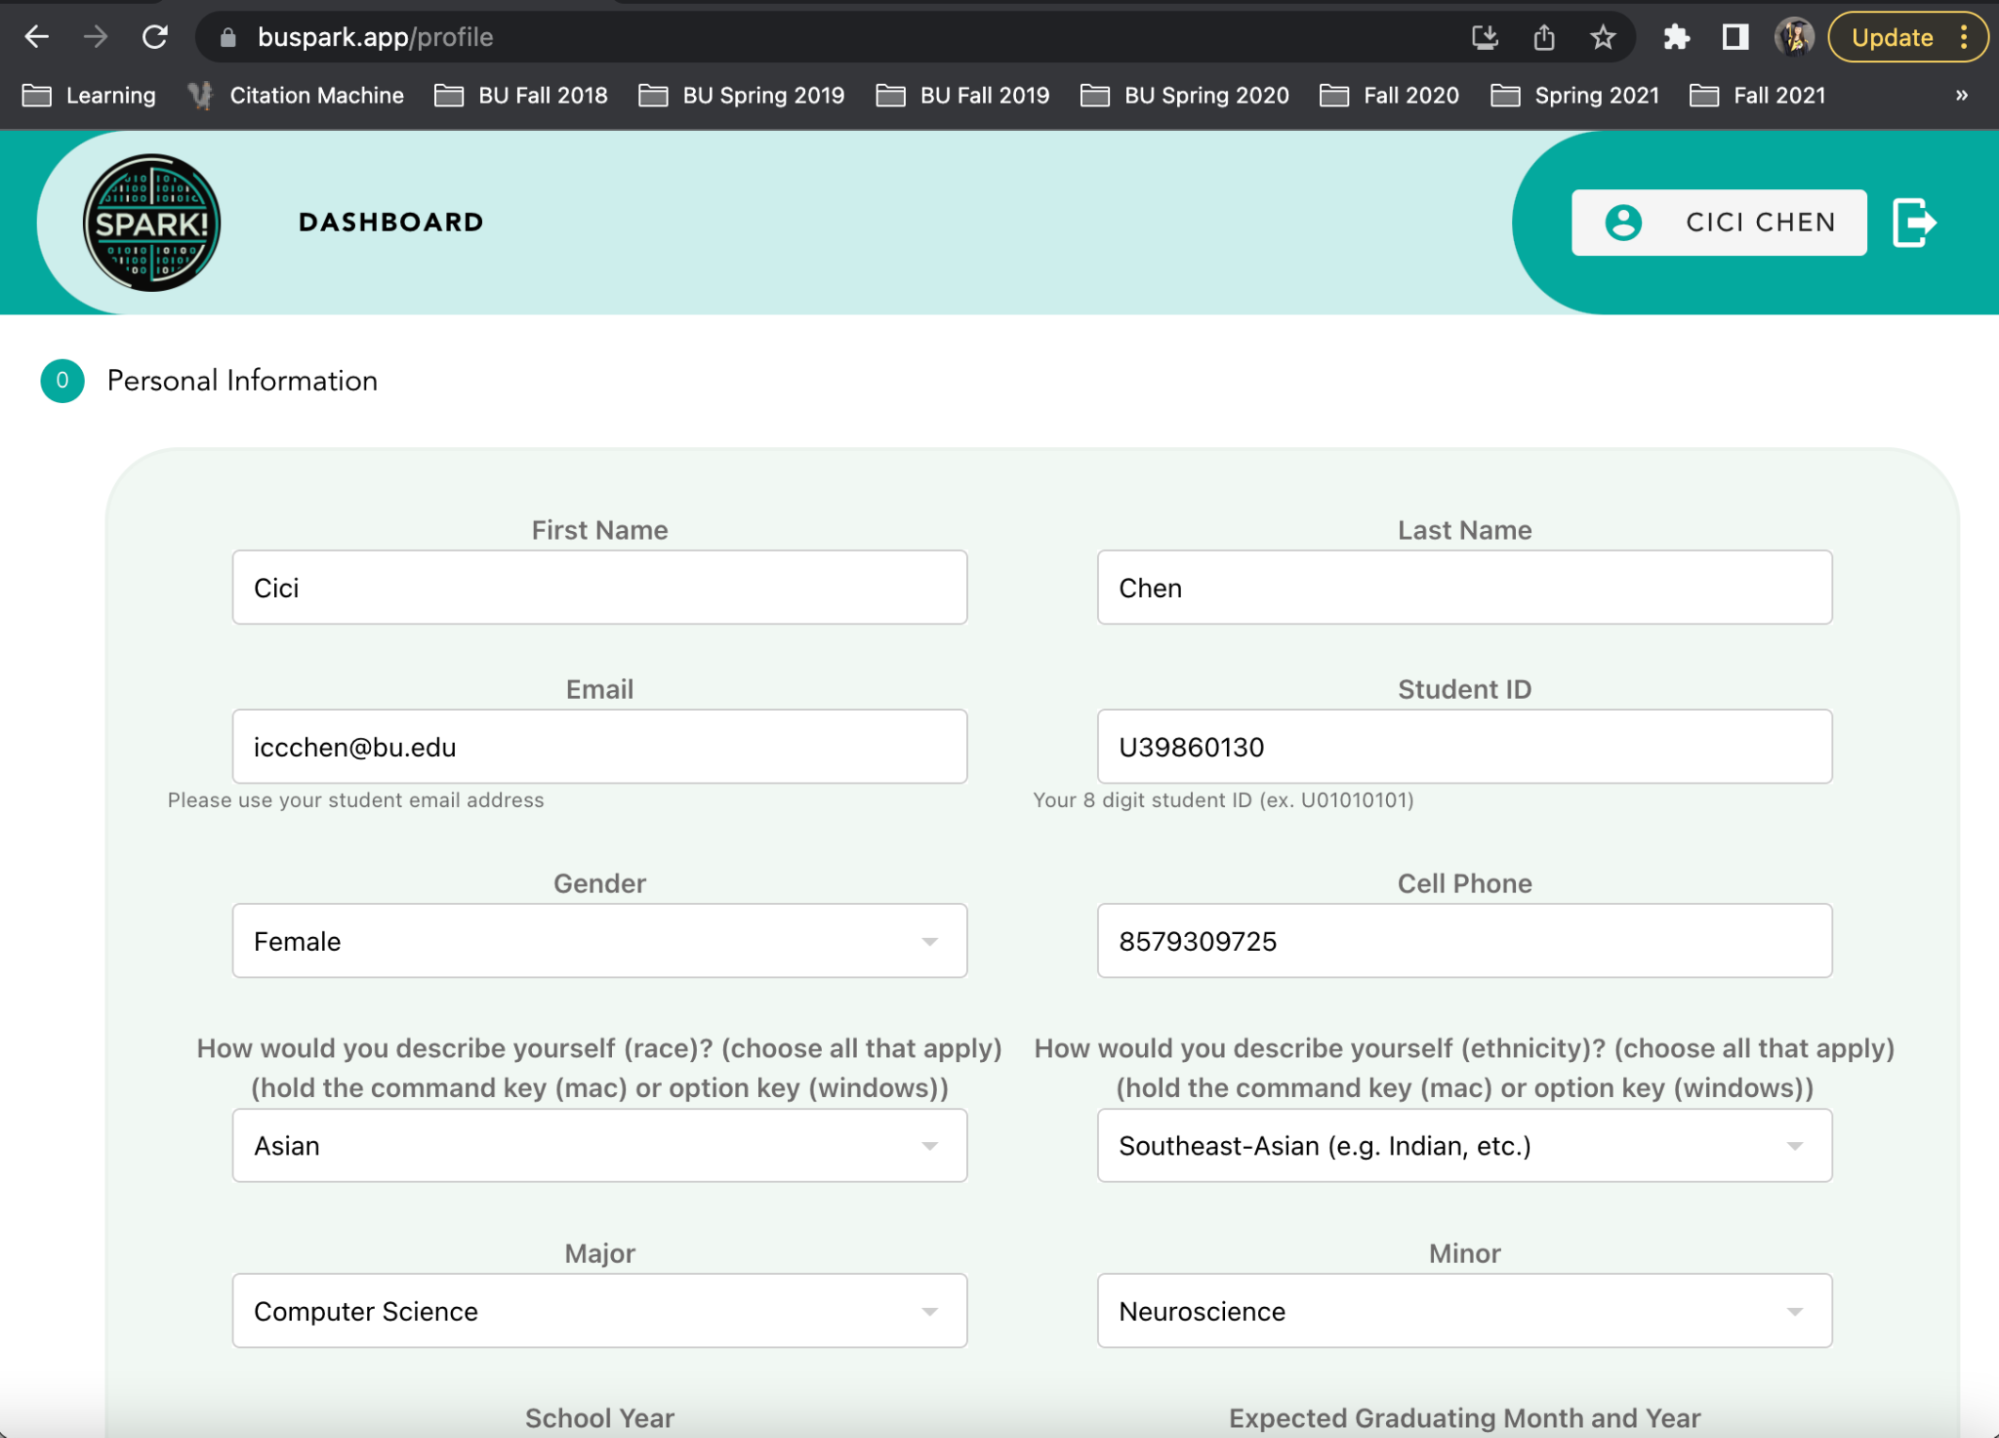 buspark.app/profile
Update
Learning Citation Machine BU Fall 2018 BU Spring 2019 BU Fall 2019 BU Spring 2020 Fall 2020 Spring 2021 Fall 2021 »
SPARK!
DASHBOARD
CICI CHEN
0 Personal Information
First Name Last Name
Cici Chen
Email Student ID
iccchen@bu.edu U39860130
Please use your student email address Your 8 digit student ID (ex. U01010101)
Gender Cell Phone
Female 8579309725
How would you describe yourself (race)? (choose all that apply) How would you describe yourself (ethnicity)? (choose all that apply)
(hold the command key (mac) or option key (windows)) (hold the command key (mac) or option key (windows))
Asian Southeast-Asian (e.g. Indian, etc.)
Major Minor
Computer Science Neuroscience
School Year Expected Graduating Month and Year